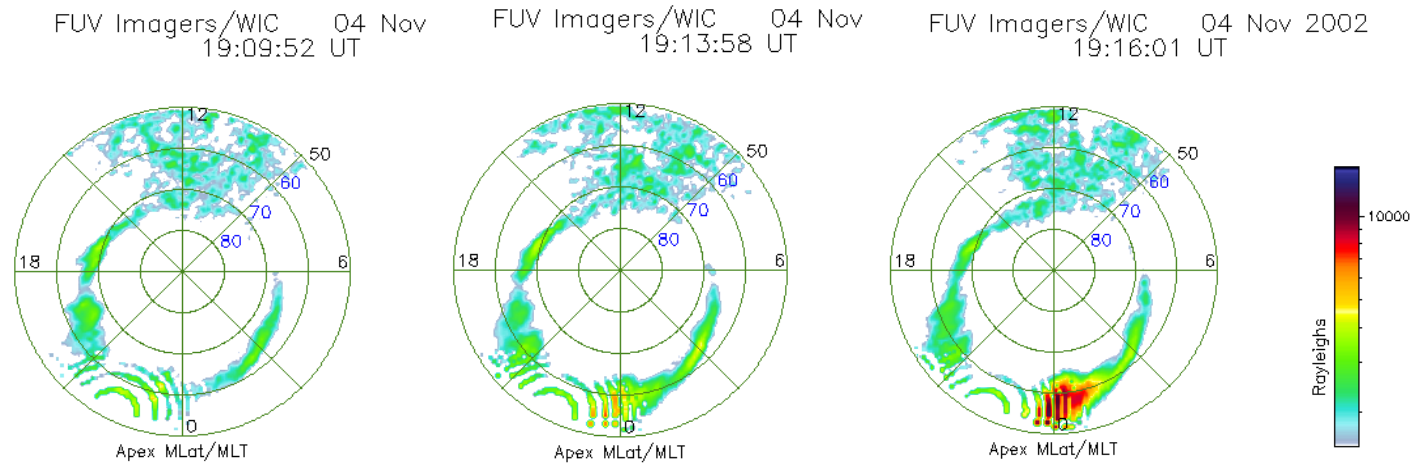 FUV Imagers/WIC 04 Nov
19:09:52 UT
12
50
60
70
80
18
6
0
Apex MLat/MLT
FUV Imagers/WIC 04 Nov
19:13:58 UT
12
50
60
70
80
18
6
0
Apex MLat/MLT
FUV Imagers/WIC 04 Nov 2002
19:16:01 UT
12
50
60
70
80
18
6
0
Apex MLat/MLT
10000
Rayleighs